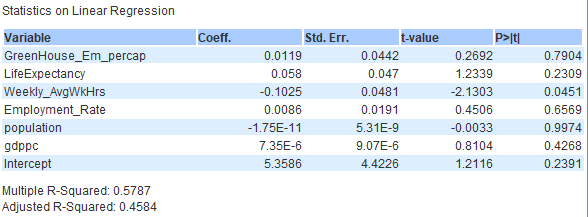 Statistics on Linear Regression
Variable Coeff. Std. Err. t-value P>|t|
GreenHouse_Em_percap 0.0119 0.0442 0.2692 0.7904
LifeExpectancy 0.058 0.047 1.2339 0.2309
Weekly_AvgWkHrs -0.1025 0.0481 -2.1303 0.0451
Employment_Rate 0.0086 0.0191 0.4506 0.6569
population -1.75E-11 5.31E-9 -0.0033 0.9974
gdppc 7.35E-6 9.07E-6 0.8104 0.4268
Intercept 5.3586 4.4226 1.2116 0.2391
Multiple R-Squared: 0.5787
Adjusted R-Squared: 0.4584